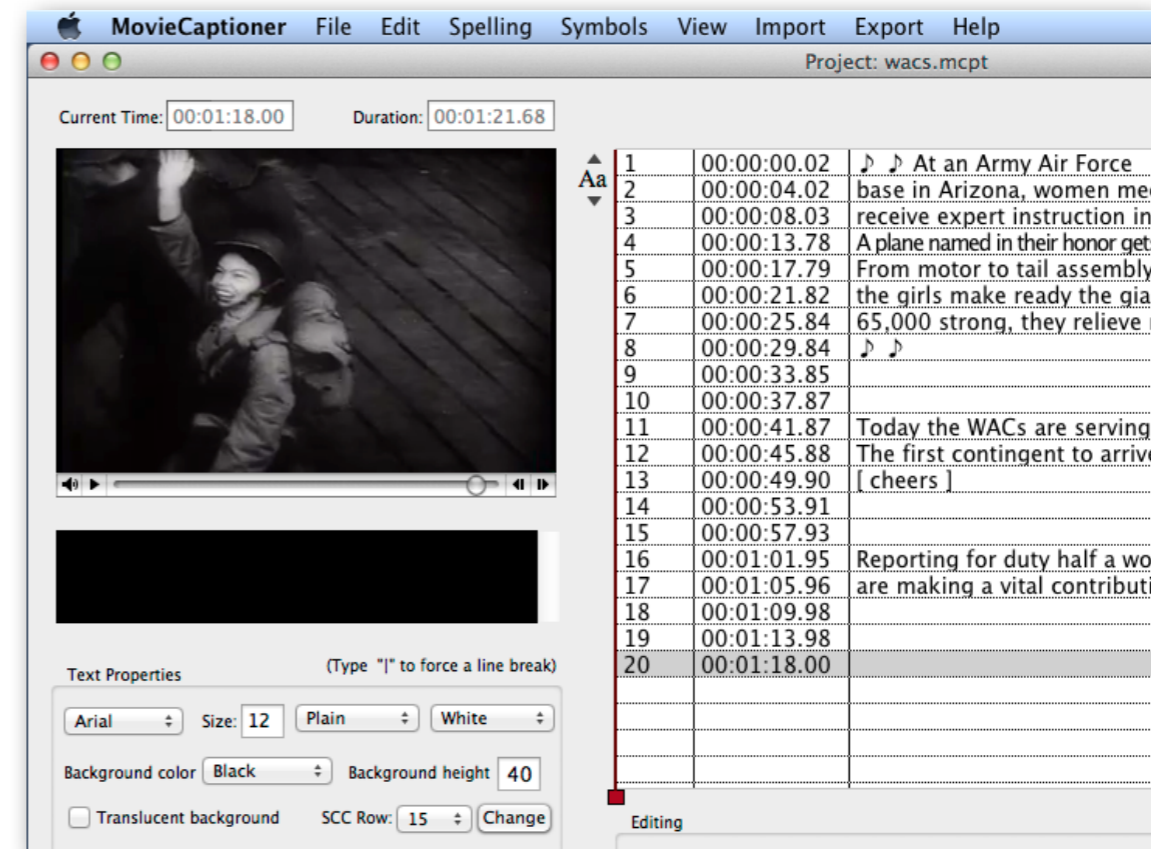 MovieCaptioner File Edit Spelling Symbols View Import Export Help
Project: wacs.mcpt
Current Time: 00:01:18.00 Duration: 00:01:21.68
Aa
1 00:00:00.02 ♪ ♪ At an Army Air Force
2 00:00:04.02 base in Arizona, women
3 00:00:08.03 receive expert instruction in
4 00:00:13.78 A plane named in their honor gets
5 00:00:17.79 From motor to tail assembly
6 00:00:21.82 the girls make ready the
7 00:00:25.84 65,000 strong, they relieve
8 00:00:29.84 ♪ ♪
9 00:00:33.85
10 00:00:37.87
11 00:00:41.87 Today the WACs are serving
12 00:00:45.88 The first contingent to
13 00:00:49.90 [ cheers ]
14 00:00:53.91
15 00:00:57.93
16 00:01:01.95 Reporting for duty half a
17 00:01:05.96 are making a vital
18 00:01:09.98
19 00:01:13.98
20 00:01:18.00
(Type "|" to force a line break)
Text Properties
Arial Size: 12 Plain White
Background color Black Background height 40
Translucent background SCC Row: 15 Change
Editing